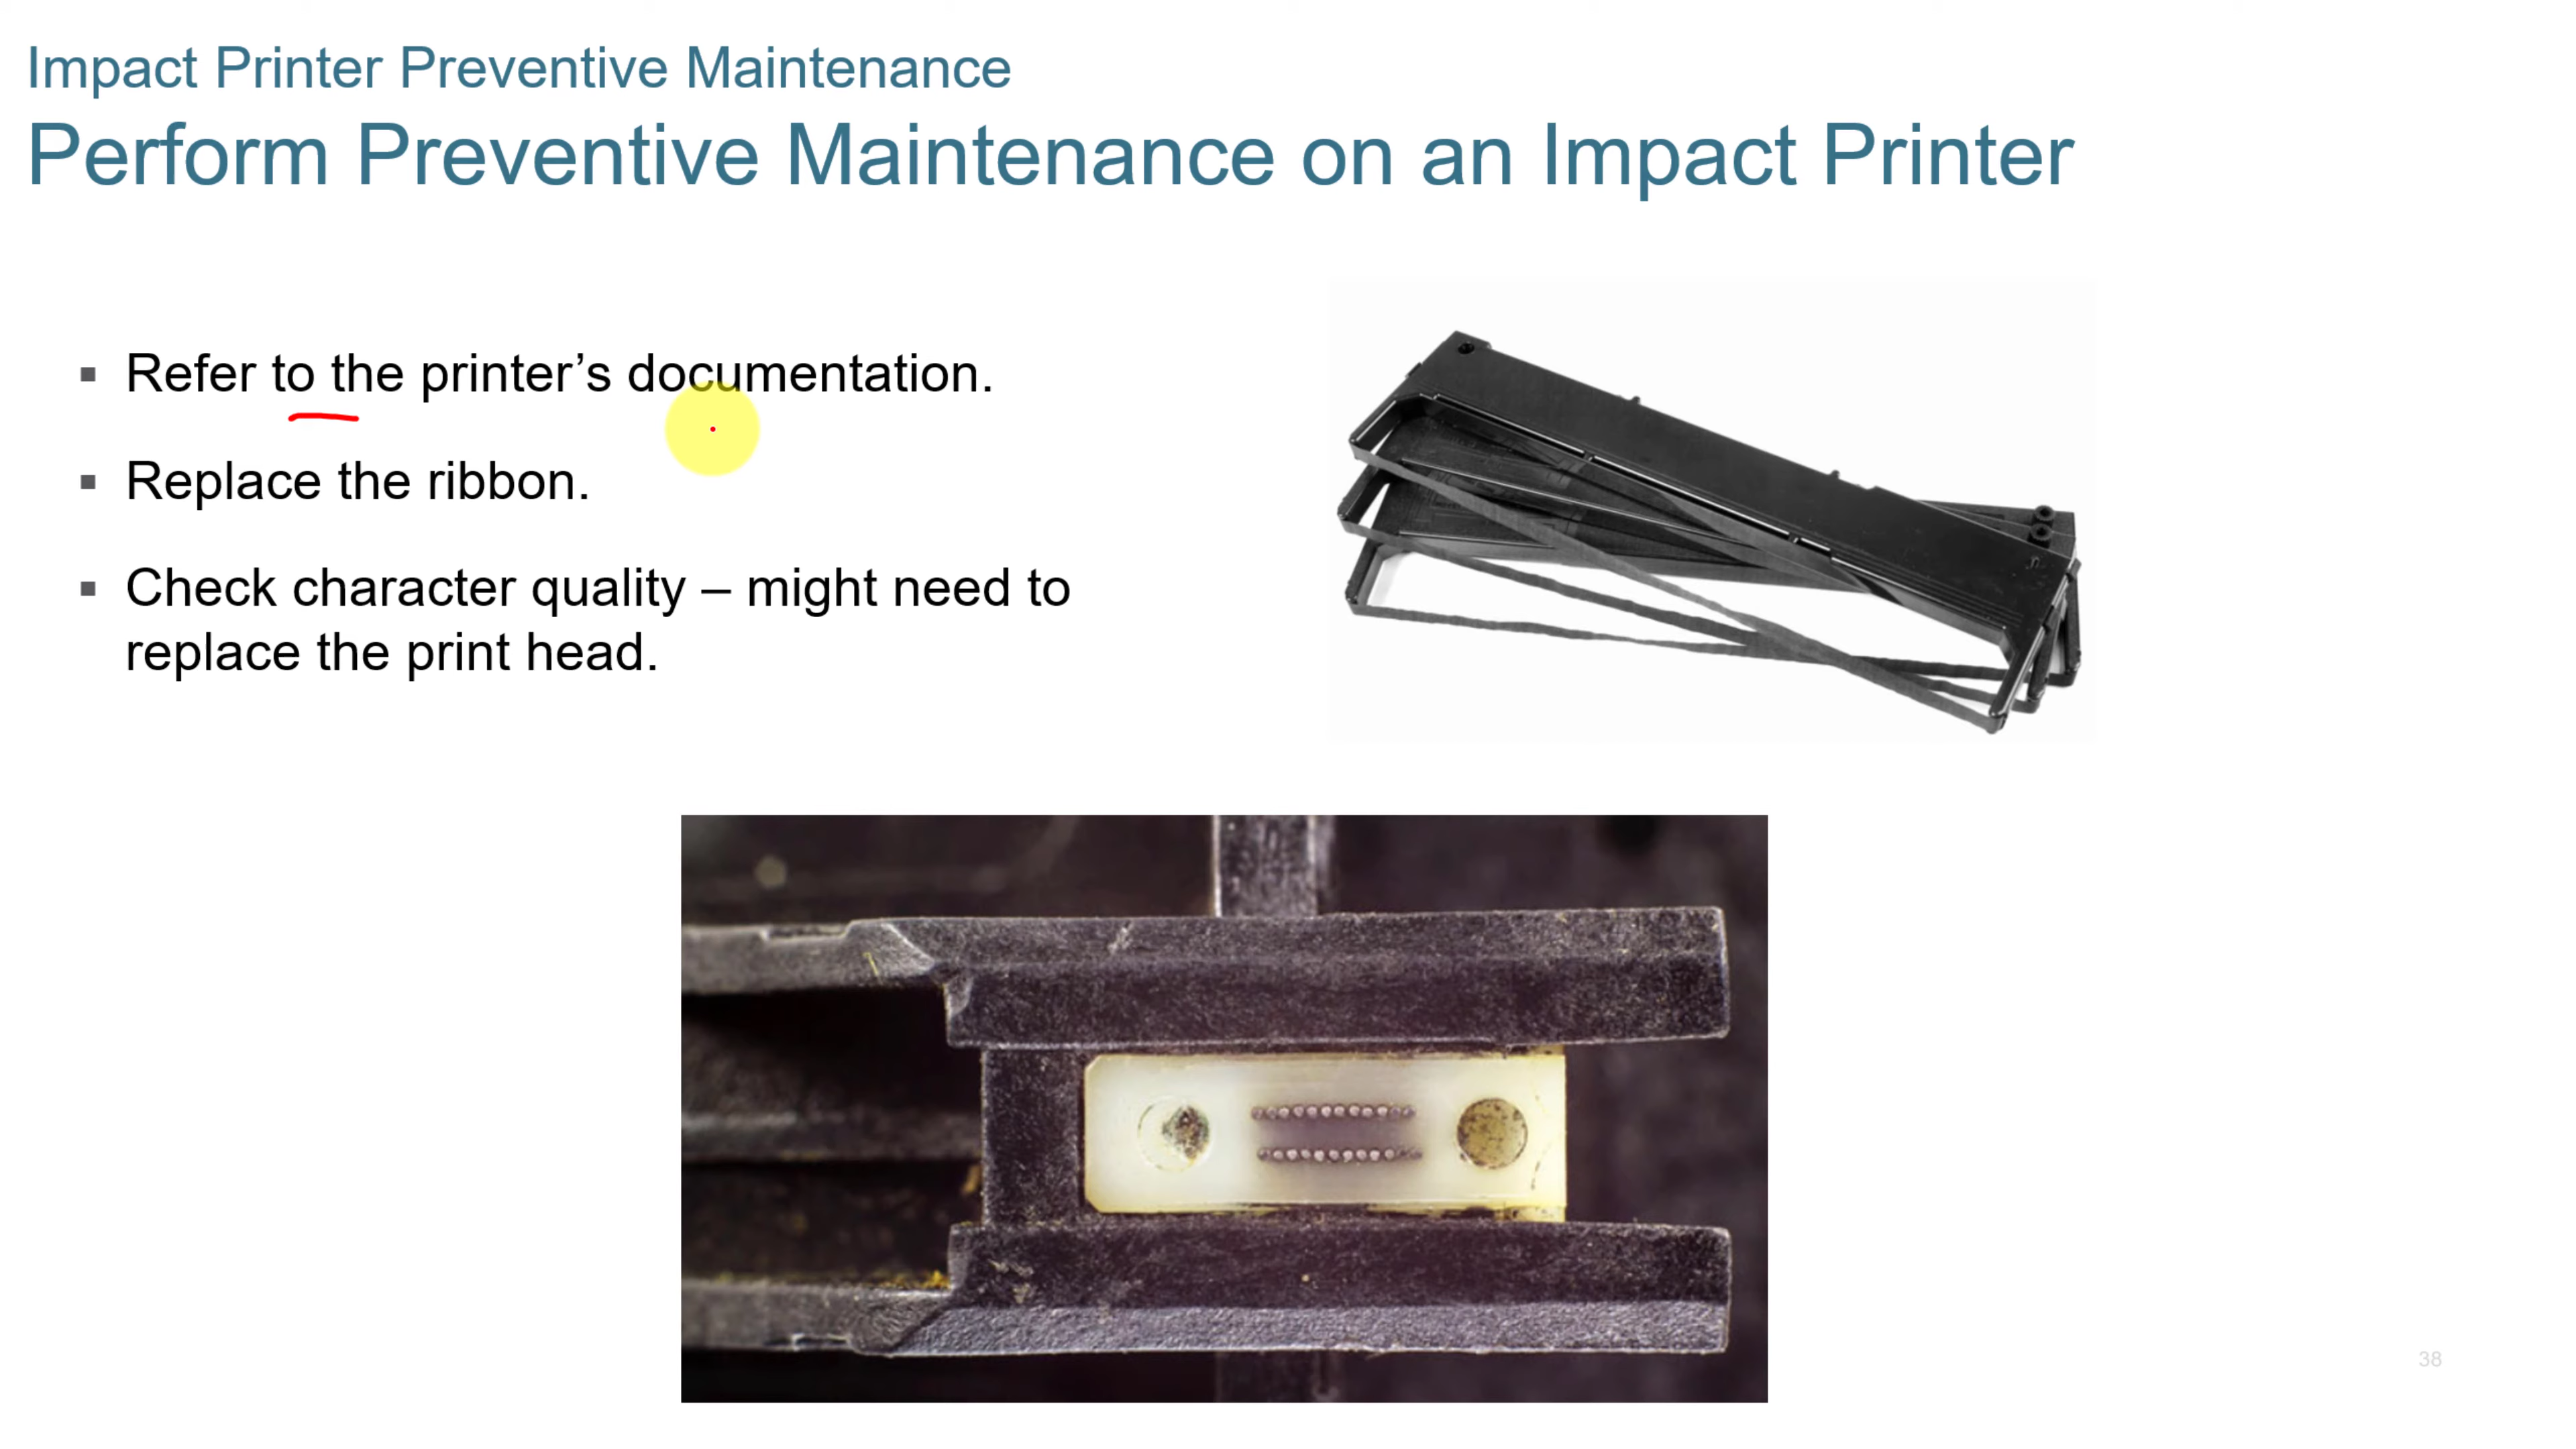 Impact Printer Preventive Maintenance
Perform Preventive Maintenance on an Impact Printer
▪ Refer to the printer’s documentation.
▪ Replace the ribbon.
▪ Check character quality – might need to
replace the print head.
38